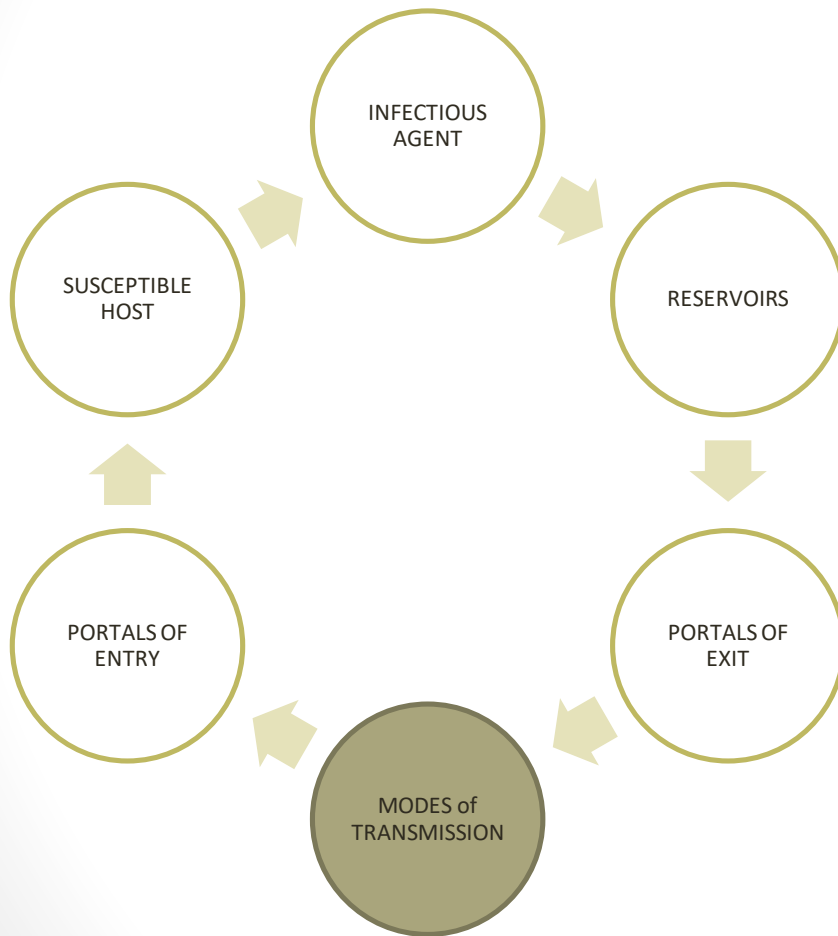 INFECTIOUS
AGENT
RESERVOIRS
PORTALS OF
EXIT
MODES of
TRANSMISSION
PORTALS OF
ENTRY
SUSCEPTIBLE
HOST